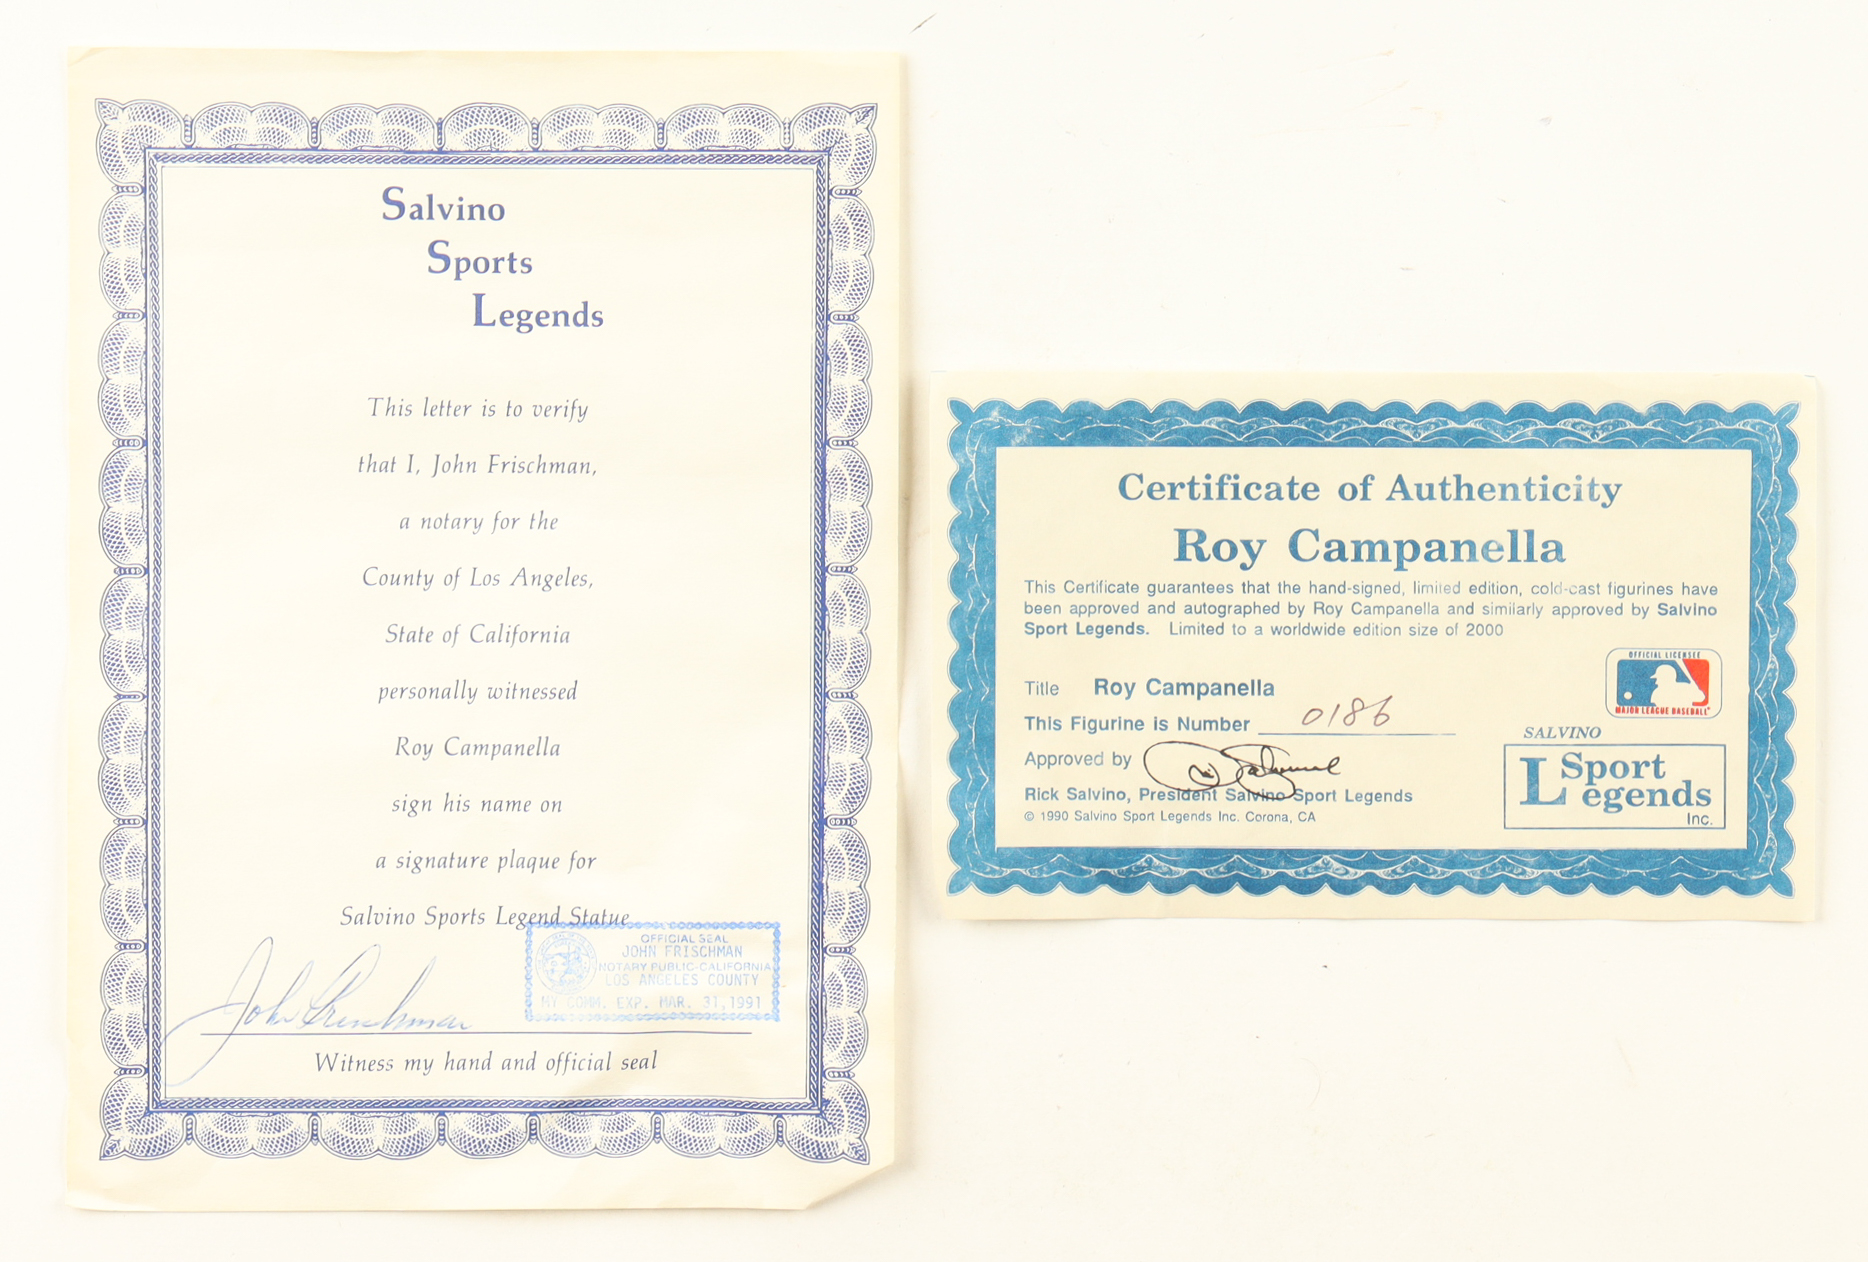 Salvino
Sports
Legends
This letter is to verify
that I, John Frischman,
a notary for the
County of Los Angeles,
State of California
personally witnessed
Roy Campanella
sign his name on
a signature plaque for
Salvino Sports Legend Statue
OFFICIAL SEAL
JOHN FRISCHMAN
NOTARY PUBLIC-CALIFORNIA
LOS ANGELES COUNTY
MY COMM. EXP. MAR. 31,1991
John Frischman
Witness my hand and official seal
Certificate of Authenticity
Roy Campanella
This Certificate guarantees that the hand-signed, limited edition, cold-cast figurines have
been approved and autographed by Roy Campanella and similarly approved by Salvino
Sport Legends. Limited to a worldwide edition size of 2000
OFFICIAL LICENSEE
MAJOR LEAGUE BASEBALL
Title Roy Campanella
This Figurine is Number 0186
Approved by
Rick Salvino, President Salvino Sport Legends
© 1990 Salvino Sport Legends Inc. Corona, CA
SALVINO
Sport
Legends
Inc.